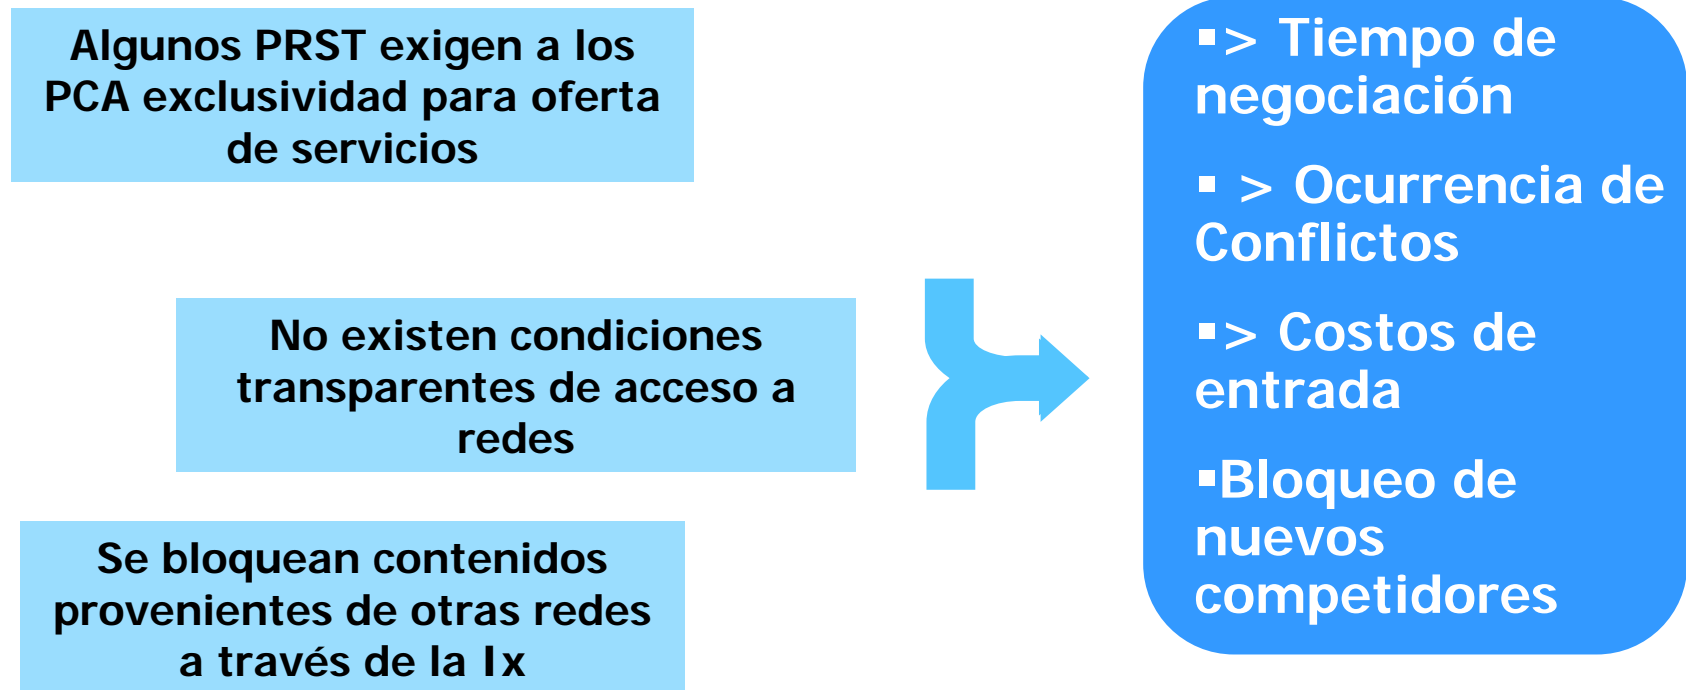 Algunos PRST exigen a los
PCA exclusividad para oferta
de servicios
No existen condiciones
transparentes de acceso a
redes
Se bloquean contenidos
provenientes de otras redes
a través de la Ix
▪> Tiempo de
negociación
▪ > Ocurrencia de
Conflictos
▪> Costos de
entrada
▪Bloqueo de
nuevos
competidores